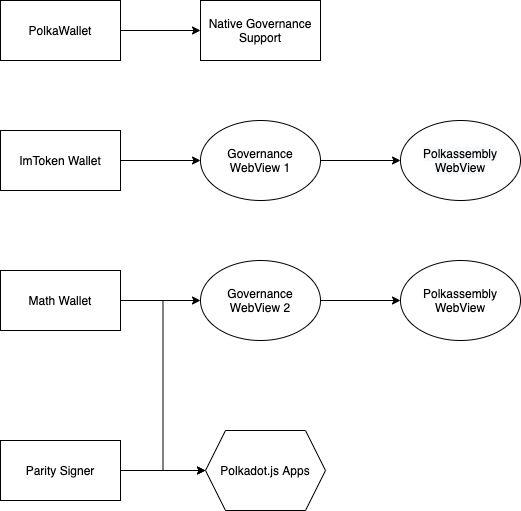 PolkaWallet
Native Governance
Support
ImToken Wallet
Governance
WebView 1
Polkassembly
WebView
Math Wallet
Governance
WebView 2
Polkassembly
WebView
Parity Signer
Polkadot.js Apps